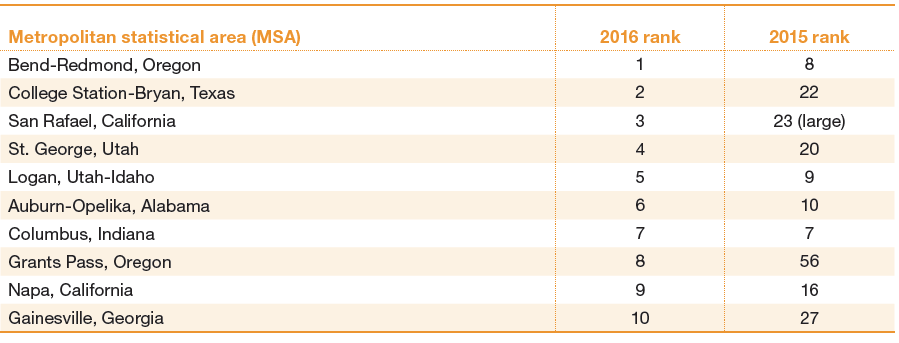 Metropolitan statistical area (MSA) 2016 rank 2015 rank
Bend-Redmond, Oregon 1 8
College Station-Bryan, Texas 2 22
San Rafael, California 3 23 (large)
St. George, Utah 4 20
Logan, Utah-Idaho 5 9
Auburn-Opelika, Alabama 6 10
Columbus, Indiana 7 7
Grants Pass, Oregon 8 56
Napa, California 9 16
Gainesville, Georgia 10 27